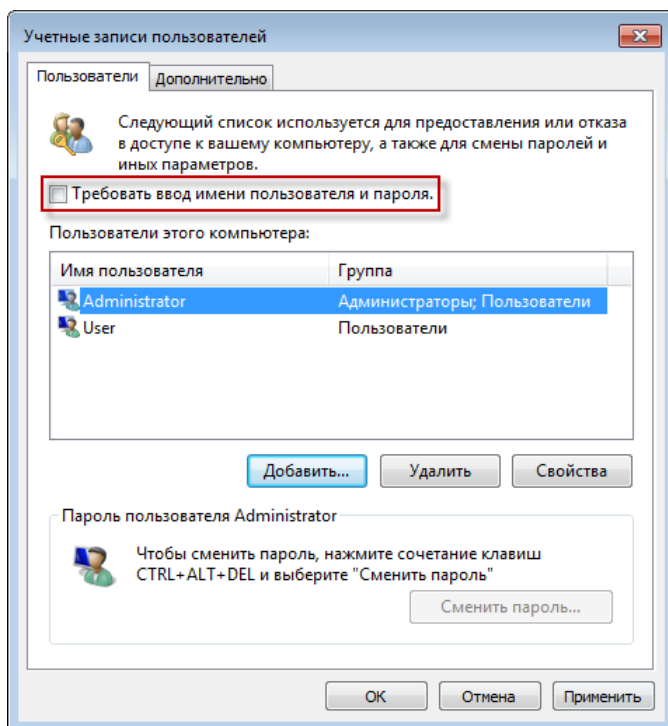 Учетные записи пользователей
Пользователи
Дополнительно
Следующий список используется для предоставления или отказа
в доступе к вашему компьютеру, а также для смены паролей и
иных параметров.
Требовать ввод имени пользователя и пароля.
Пользователи этого компьютера:
Имя пользователя Группа
Administrator Администраторы; Пользователи
User Пользователи
Добавить... Удалить Свойства
Пароль пользователя Administrator
Чтобы сменить пароль, нажмите сочетание клавиш
CTRL+ALT+DEL и выберите "Сменить пароль"
Сменить пароль...
ОК Отмена Применить